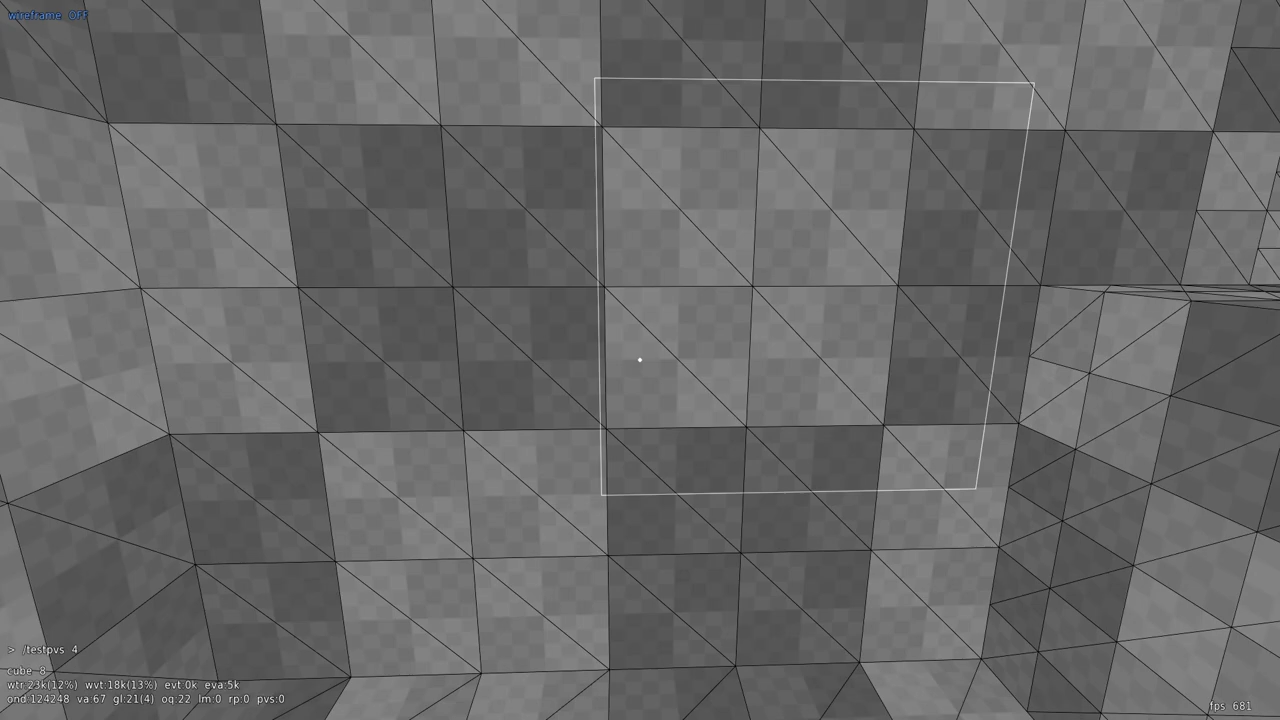 wireframe OFF
> /testpvs 4
cube 8
wtr:23k(12%) wvt:18k(13%) evt:0k eva:5k
ond:124248 va:67 gl:21(4) oq:22 lm:0 rp:0 pvs:0
fps 681